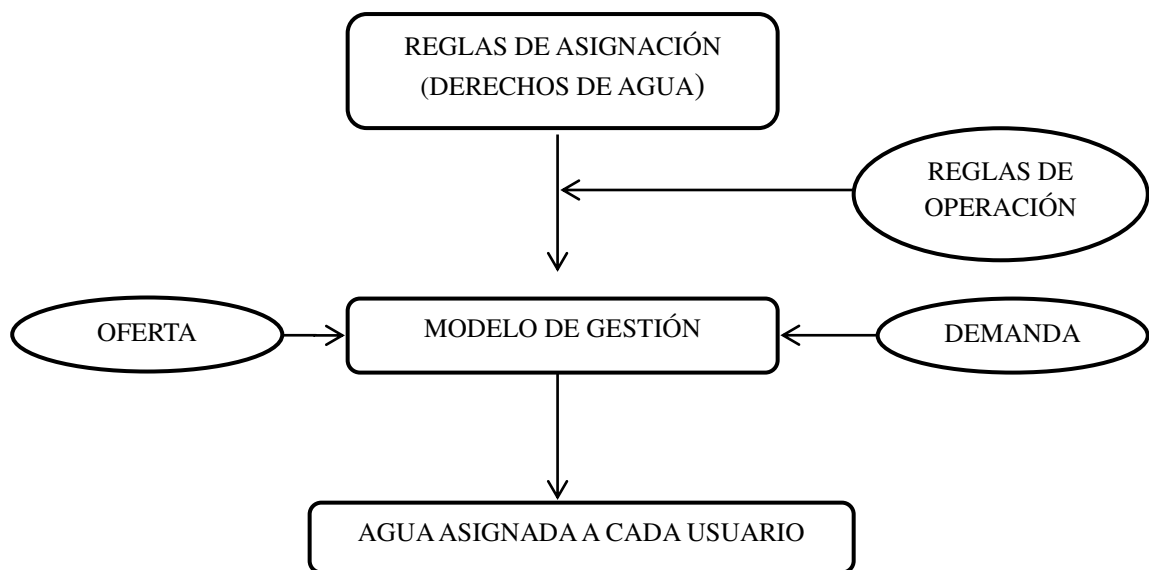 REGLAS DE ASIGNACIÓN
(DERECHOS DE AGUA)
REGLAS DE
OPERACIÓN
OFERTA
MODELO DE GESTIÓN
DEMANDA
AGUA ASIGNADA A CADA USUARIO